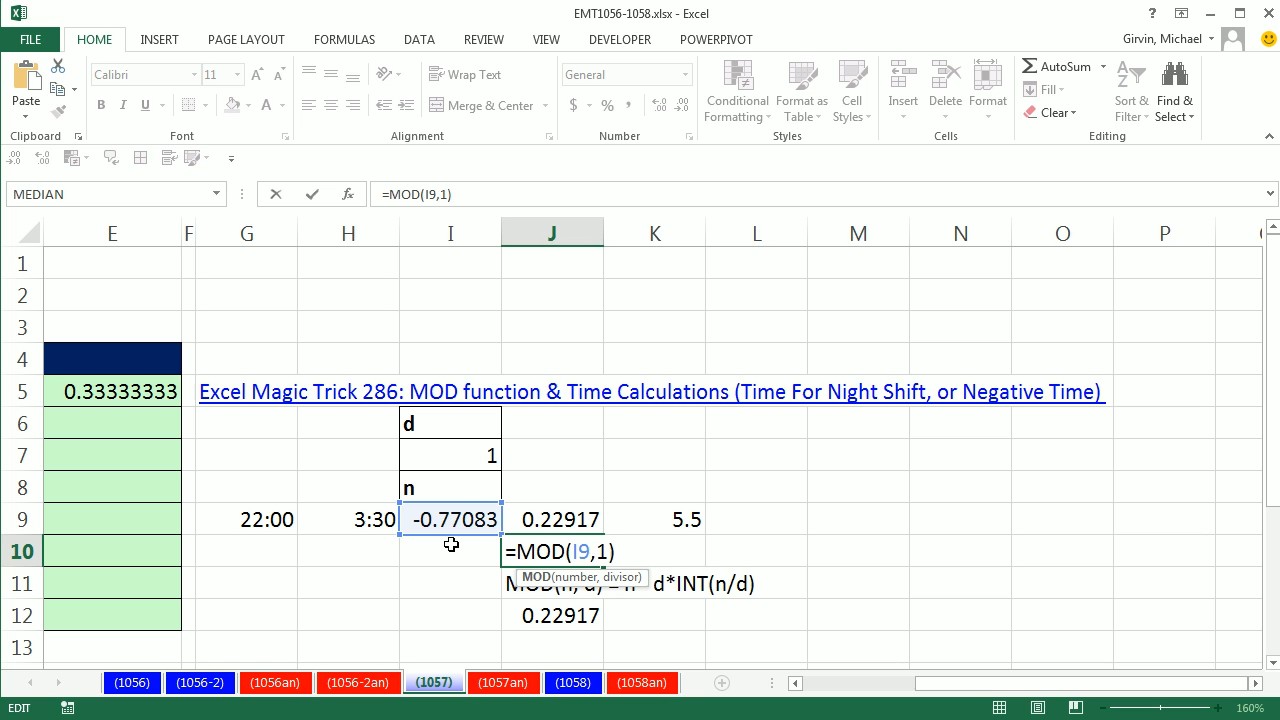 EMT1056-1058.xlsx - Excel
FILE HOME INSERT PAGE LAYOUT FORMULAS DATA REVIEW VIEW DEVELOPER POWERPIVOT Girvin, Michael
Paste
Calibri 11
B I U
Wrap Text
Merge & Center
General
$ % ,
Conditional Formatting
Format as Table
Cell Styles
Insert Delete Format
AutoSum
Fill
Clear
Sort & Filter
Find & Select
Clipboard Font Alignment Number Styles Cells Editing
MEDIAN =MOD(I9,1)
E F G H I J K L M N O P
1
2
3
4
5 0.33333333 Excel Magic Trick 286: MOD function & Time Calculations (Time For Night Shift, or Negative Time)
6 d
7 1
8 n
9 22:00 3:30 -0.77083 0.22917 5.5
10 =MOD(I9,1)
MOD(number, divisor)
11 d*INT(n/d)
12 0.22917
13
(1056) (1056-2) (1056an) (1056-2an) (1057) (1057an) (1058) (1058an)
EDIT 160%